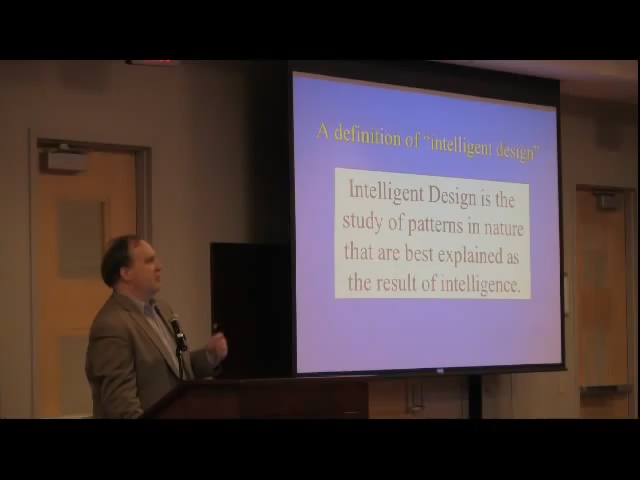 A definition of "intelligent design"
Intelligent Design is the
study of patterns in nature
that are best explained as
the result of intelligence.